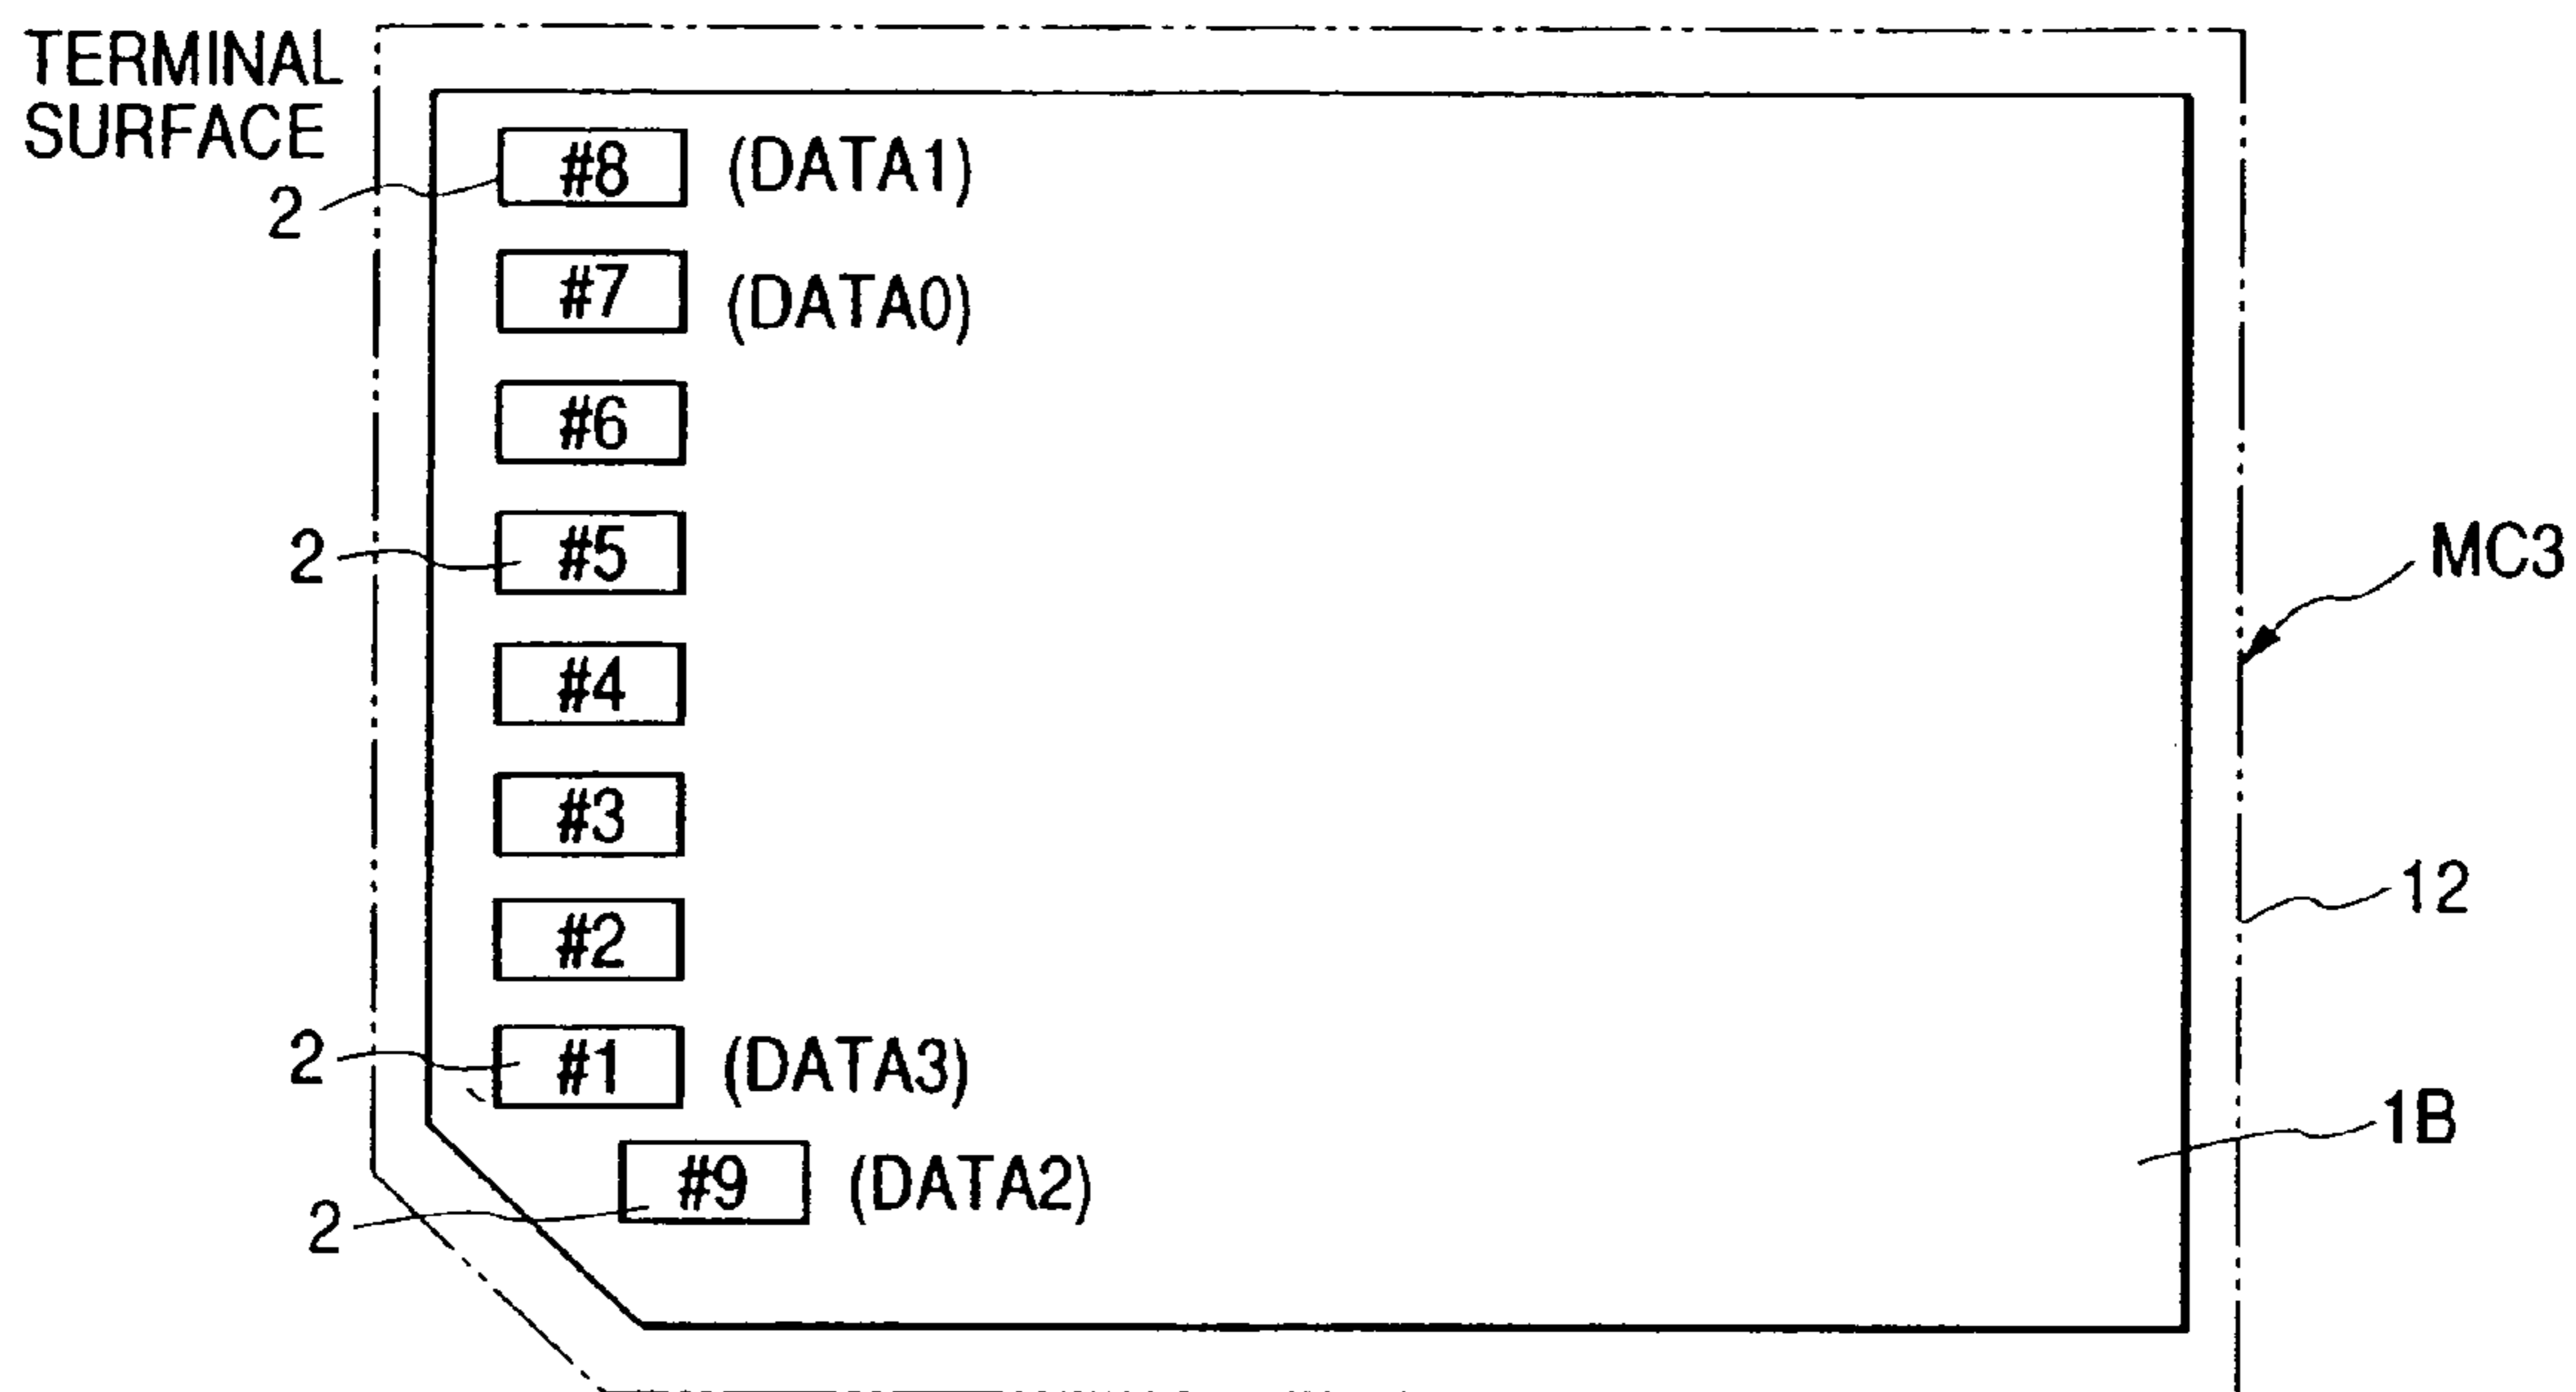 TERMINAL
SURFACE
#8 (DATA1)
2
#7 (DATA0)
#6
2 #5
MC3
#4
#3
12
#2
2 #1 (DATA3)
1B
#9 (DATA2)
2